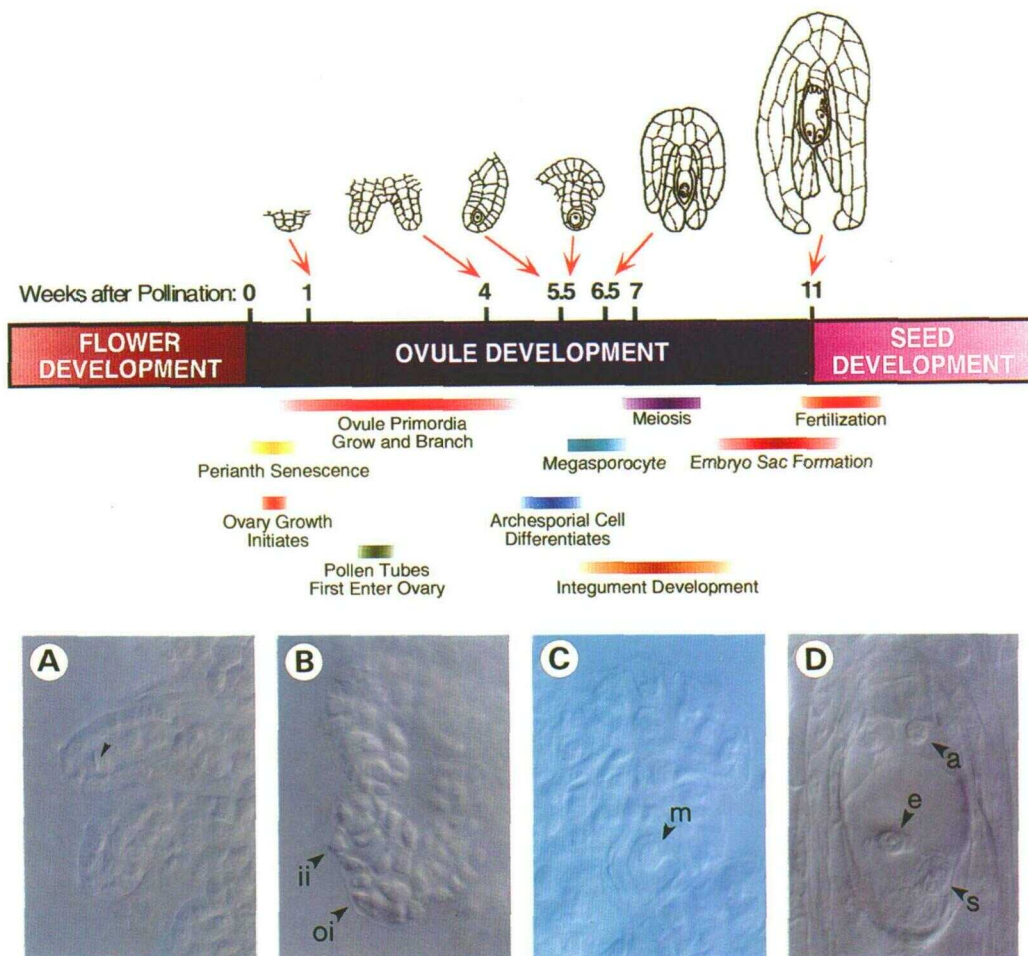 Weeks after Pollination: 0 1 4 5.5 6.5 7 11
FLOWER
DEVELOPMENT
OVULE DEVELOPMENT
SEED
DEVELOPMENT
Ovule Primordia
Grow and Branch
Meiosis
Fertilization
Perianth Senescence
Megasporocyte
Embryo Sac Formation
Ovary Growth
Initiates
Archesporial Cell
Differentiates
Pollen Tubes
First Enter Ovary
Integument Development
A
B
ii
oi
C
m
D
a
e
s